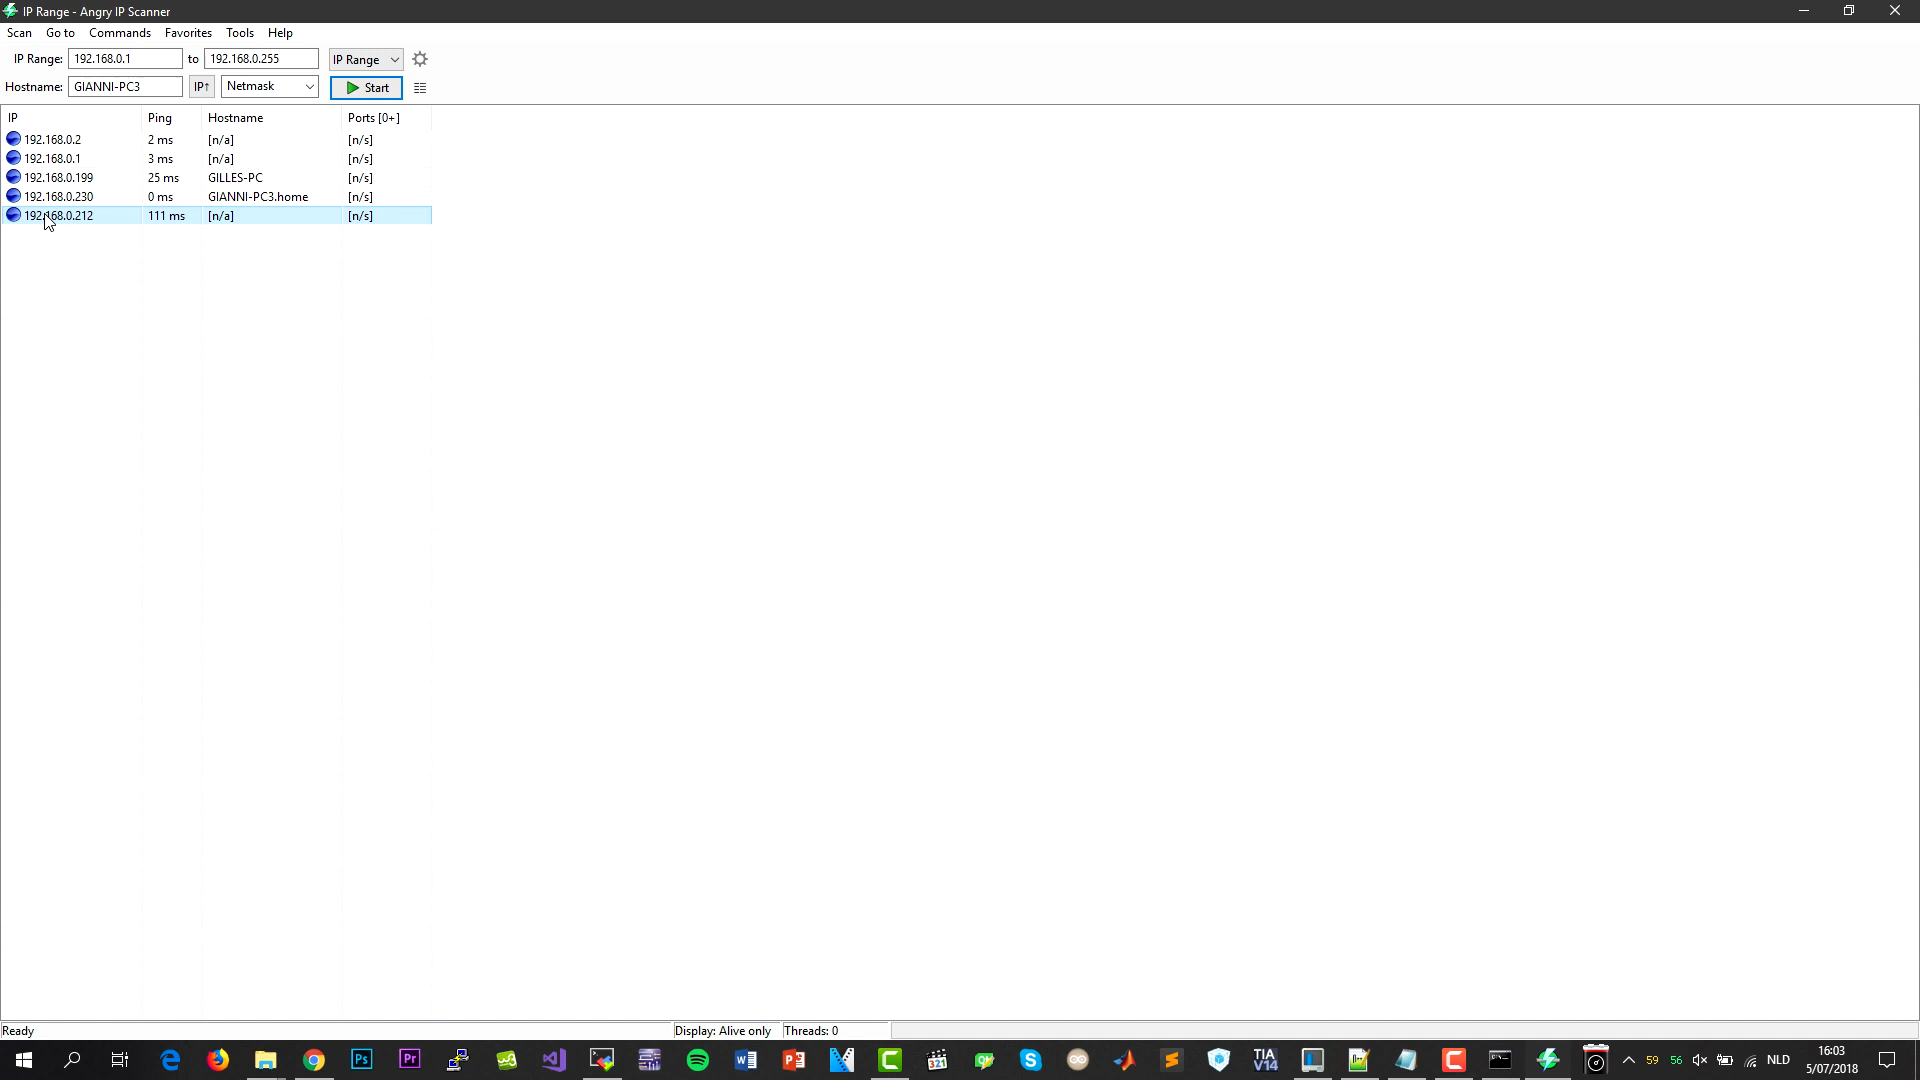 IP Range - Angry IP Scanner
Scan Go to Commands Favorites Tools Help
IP Range: 192.168.0.1 to 192.168.0.255 IP Range
Hostname: GIANNI-PC3 IP↑ Netmask Start
IP Ping Hostname Ports [0+]
192.168.0.2 2 ms [n/a] [n/s]
192.168.0.1 3 ms [n/a] [n/s]
192.168.0.199 25 ms GILLES-PC [n/s]
192.168.0.230 0 ms GIANNI-PC3.home [n/s]
192.168.0.212 111 ms [n/a] [n/s]
Ready Display: Alive only Threads: 0
Ps Pr w3 321 TIA V14 59 56 NLD 16:03
5/07/2018